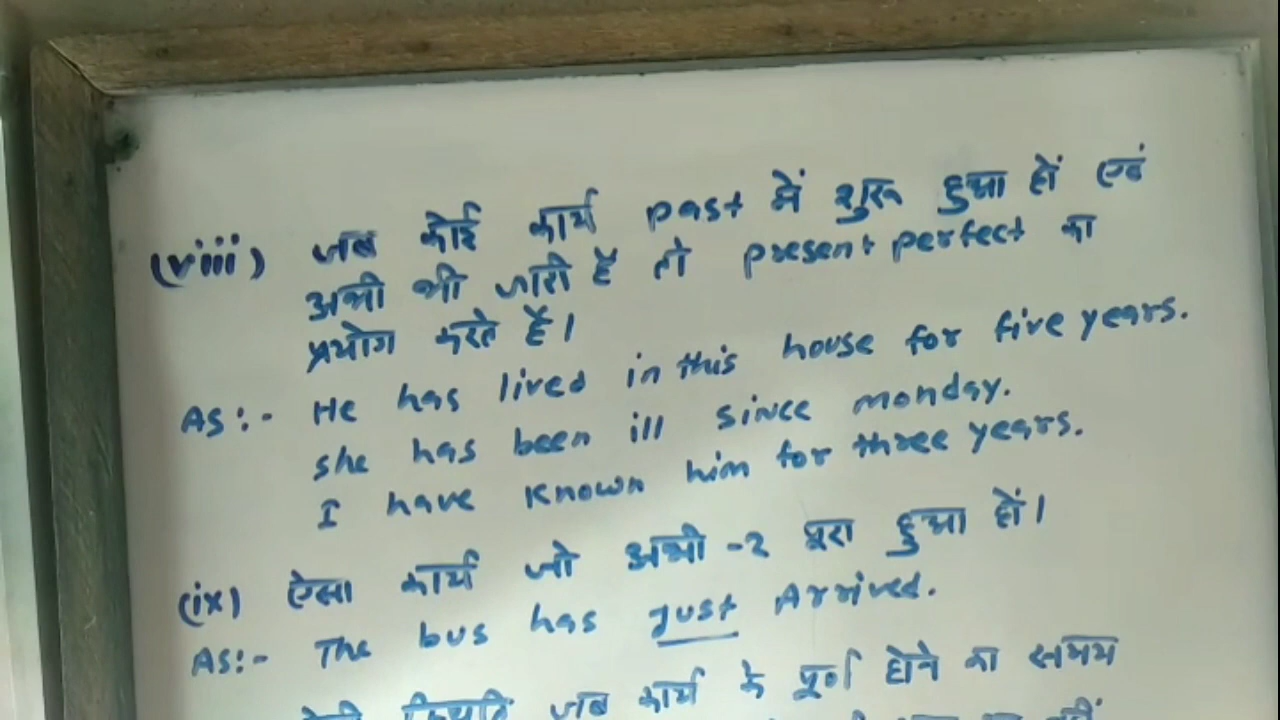 (viii) जब कोई कार्य past में शुरू हुआ हों एवं
अभी भी जारी हैं तो present perfect का
प्रयोग करते हैं।
As:- He has lived in this house for five years.
she has been ill since monday.
I have known him for three years.
(ix) ऐसा कार्य जो अभी-२ पूरा हुआ हों।
As:- The bus has just Arrived.
जब कार्य के पूर्ण होने का समय